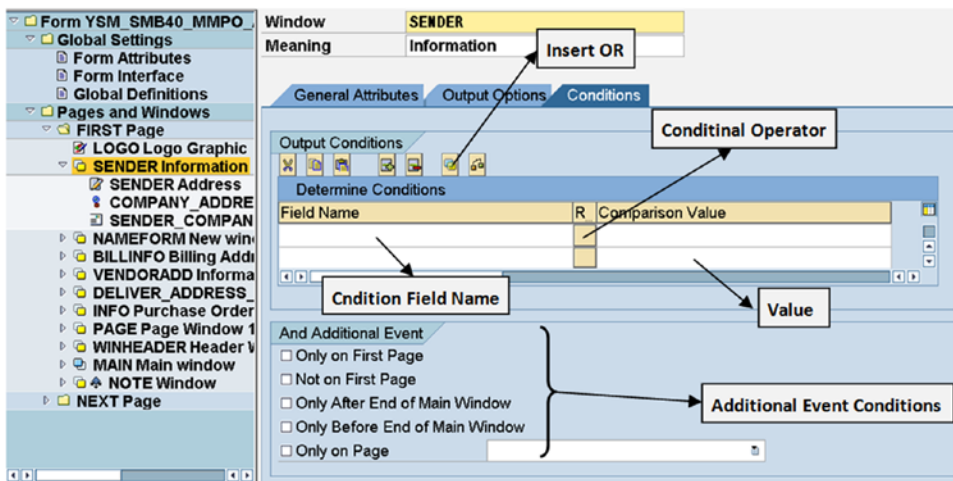 Form YSM_SMB40_MMPO_
Global Settings
Form Attributes
Form Interface
Global Definitions
Pages and Windows
FIRST Page
LOGO Logo Graphic
SENDER Information
SENDER Address
COMPANY_ADDRE
SENDER_COMPAN
NAMEFORM New win
BILLINFO Billing Addr
VENDORADD Informa
DELIVER_ADDRESS_
INFO Purchase Order
PAGE Page Window 1
WINHEADER Header W
MAIN Main window
NOTE Window
NEXT Page
Window SENDER
Meaning Information
Insert OR
General Attributes Output Options Conditions
Conditinal Operator
Output Conditions
Determine Conditions
Field Name R_ Comparison Value
Cndition Field Name
Value
And Additional Event
Only on First Page
Not on First Page
Only After End of Main Window
Only Before End of Main Window
Only on Page
Additional Event Conditions